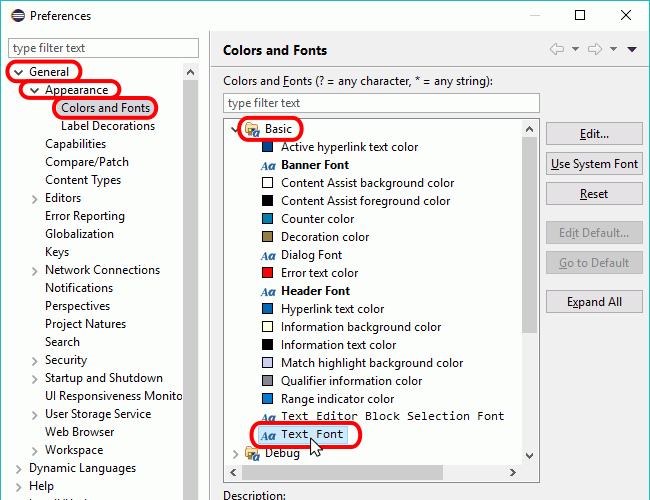 Preferences
type filter text
General
Appearance
Colors and Fonts
Label Decorations
Capabilities
Compare/Patch
Content Types
Editors
Error Reporting
Globalization
Keys
Network Connections
Notifications
Perspectives
Project Natures
Search
Security
Startup and Shutdown
UI Responsiveness Monito
User Storage Service
Web Browser
Workspace
Dynamic Languages
Help
Colors and Fonts
Colors and Fonts (? = any character, * = any string):
type filter text
Basic
Active hyperlink text color
Aa Banner Font
Content Assist background color
Content Assist foreground color
Counter color
Decoration color
Aa Dialog Font
Error text color
Aa Header Font
Hyperlink text color
Information background color
Information text color
Match highlight background color
Qualifier information color
Range indicator color
Aa Text Editor Block Selection Font
Aa Text Font
Debug
Description:
Edit...
Use System Font
Reset
Edit Default...
Go to Default
Expand All